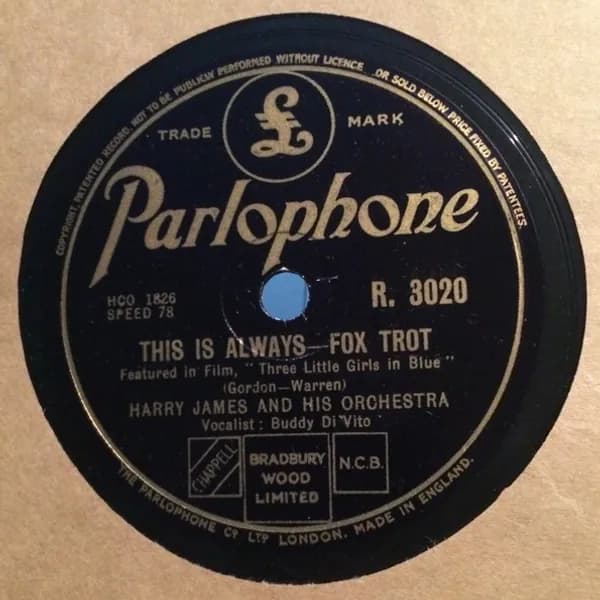 COPYRIGHT, PATENTED RECORD. NOT TO BE PUBLICLY PERFORMED WITHOUT LICENCE OR SOLD BELOW PRICE FIXED BY PATENTEES.
£
TRADE MARK
Parlophone
HCO 1826
SPEED 78
R. 3020
THIS IS ALWAYS—FOX TROT
Featured in Film, "Three Little Girls in Blue"
(Gordon—Warren)
HARRY JAMES AND HIS ORCHESTRA
Vocalist: Buddy Di Vito
CHAPPELL
BRADBURY
WOOD
LIMITED
N.C.B.
THE PARLOPHONE Co LTD LONDON. MADE IN ENGLAND.